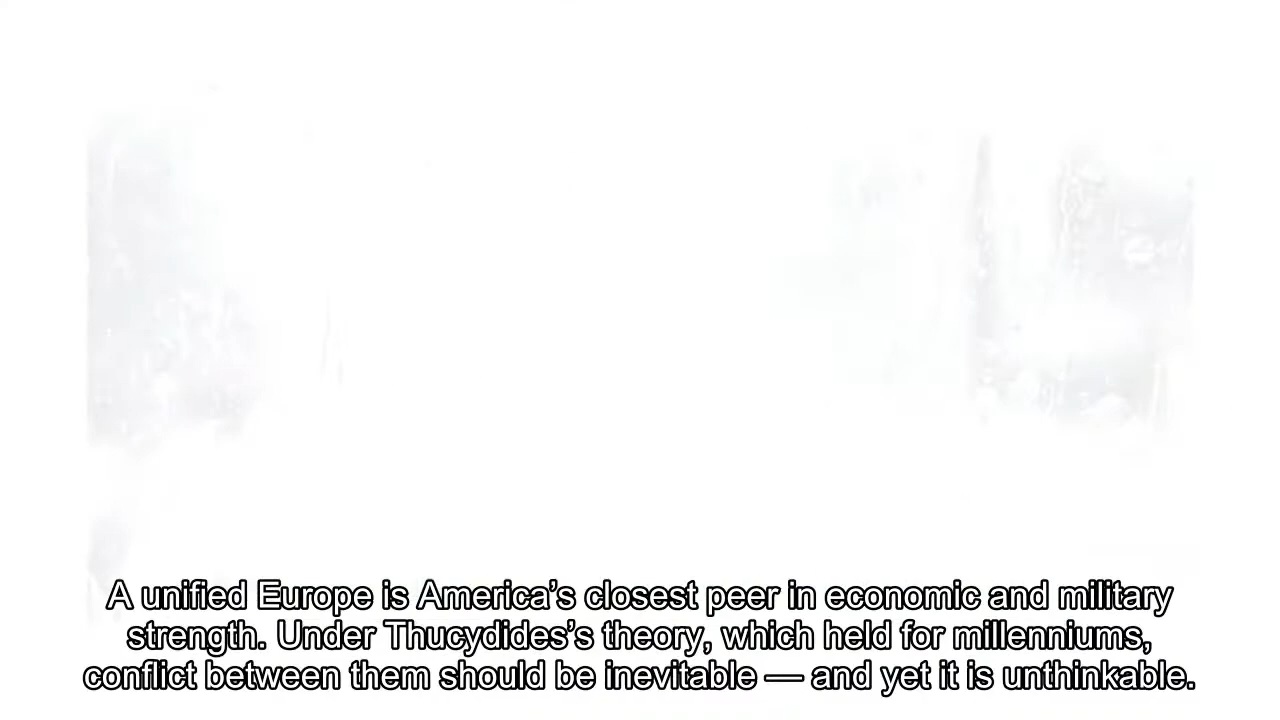 A unified Europe is America’s closest peer in economic and military
strength. Under Thucydides’s theory, which held for millenniums,
conflict between them should be inevitable — and yet it is unthinkable.